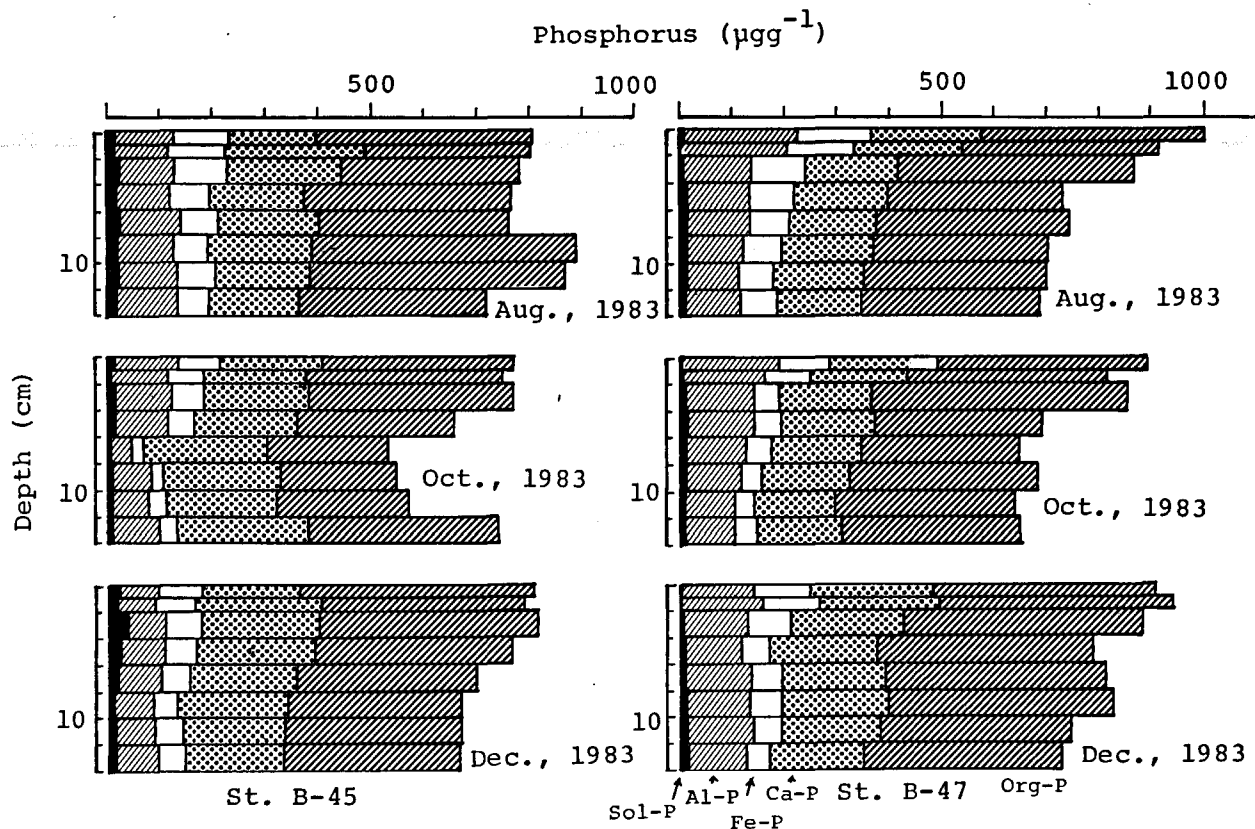 Phosphorus (µgg⁻¹)
500 1000 500 1000
Depth (cm)
10 10
Aug., 1983 Aug., 1983
10 10
Oct., 1983 Oct., 1983
10 10
Dec., 1983 Dec., 1983
St. B-45 St. B-47
Sol-P Al-P Fe-P Ca-P Org-P